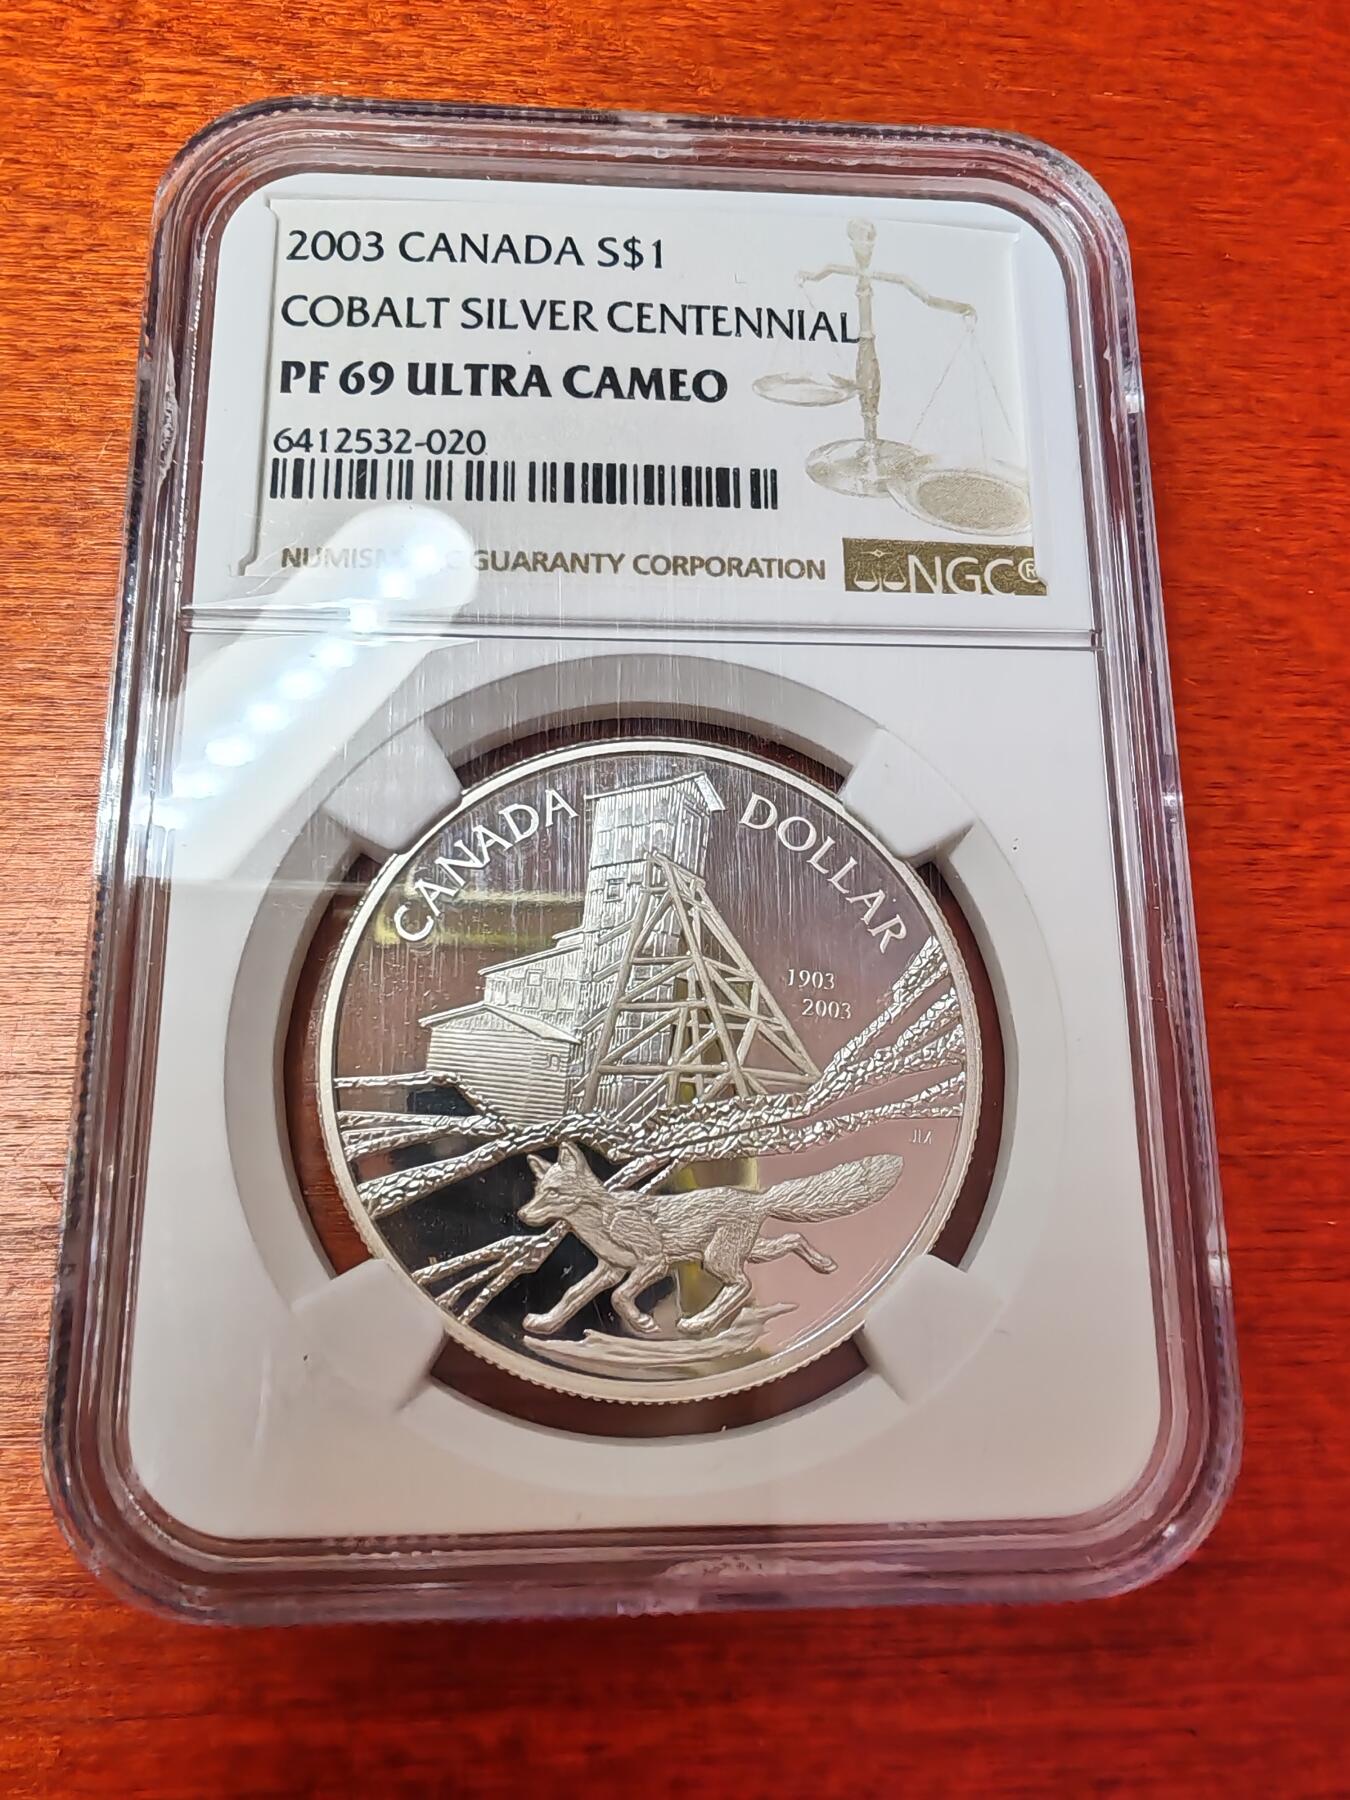 2003 CANADA S$1
COBALT SILVER CENTENNIAL
PF 69 ULTRA CAMEO
6412532-020
GUARANTY CORPORATION
NGC®
CANADA DOLLAR
1903
2003